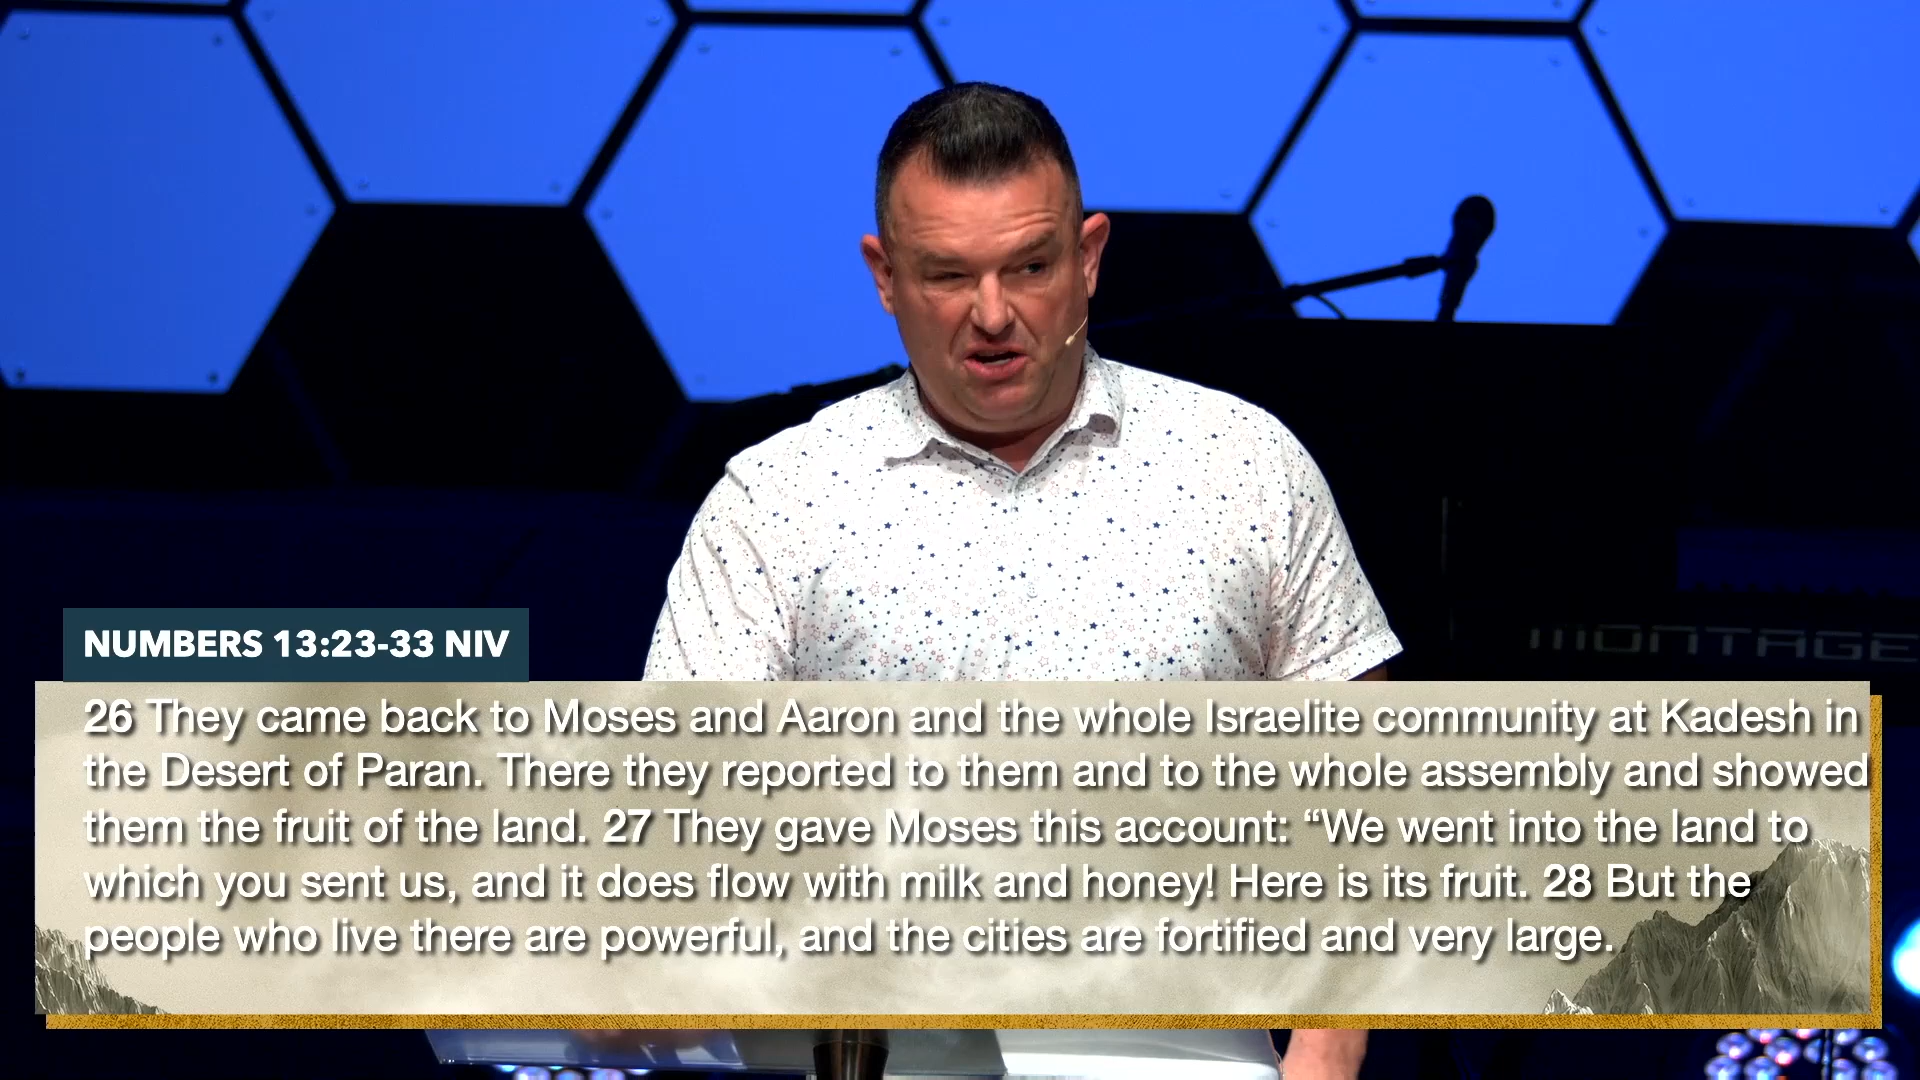 MONTAGE
NUMBERS 13:23-33 NIV
26 They came back to Moses and Aaron and the whole Israelite community at Kadesh in
the Desert of Paran. There they reported to them and to the whole assembly and showed
them the fruit of the land. 27 They gave Moses this account: “We went into the land to
which you sent us, and it does flow with milk and honey! Here is its fruit. 28 But the
people who live there are powerful, and the cities are fortified and very large.